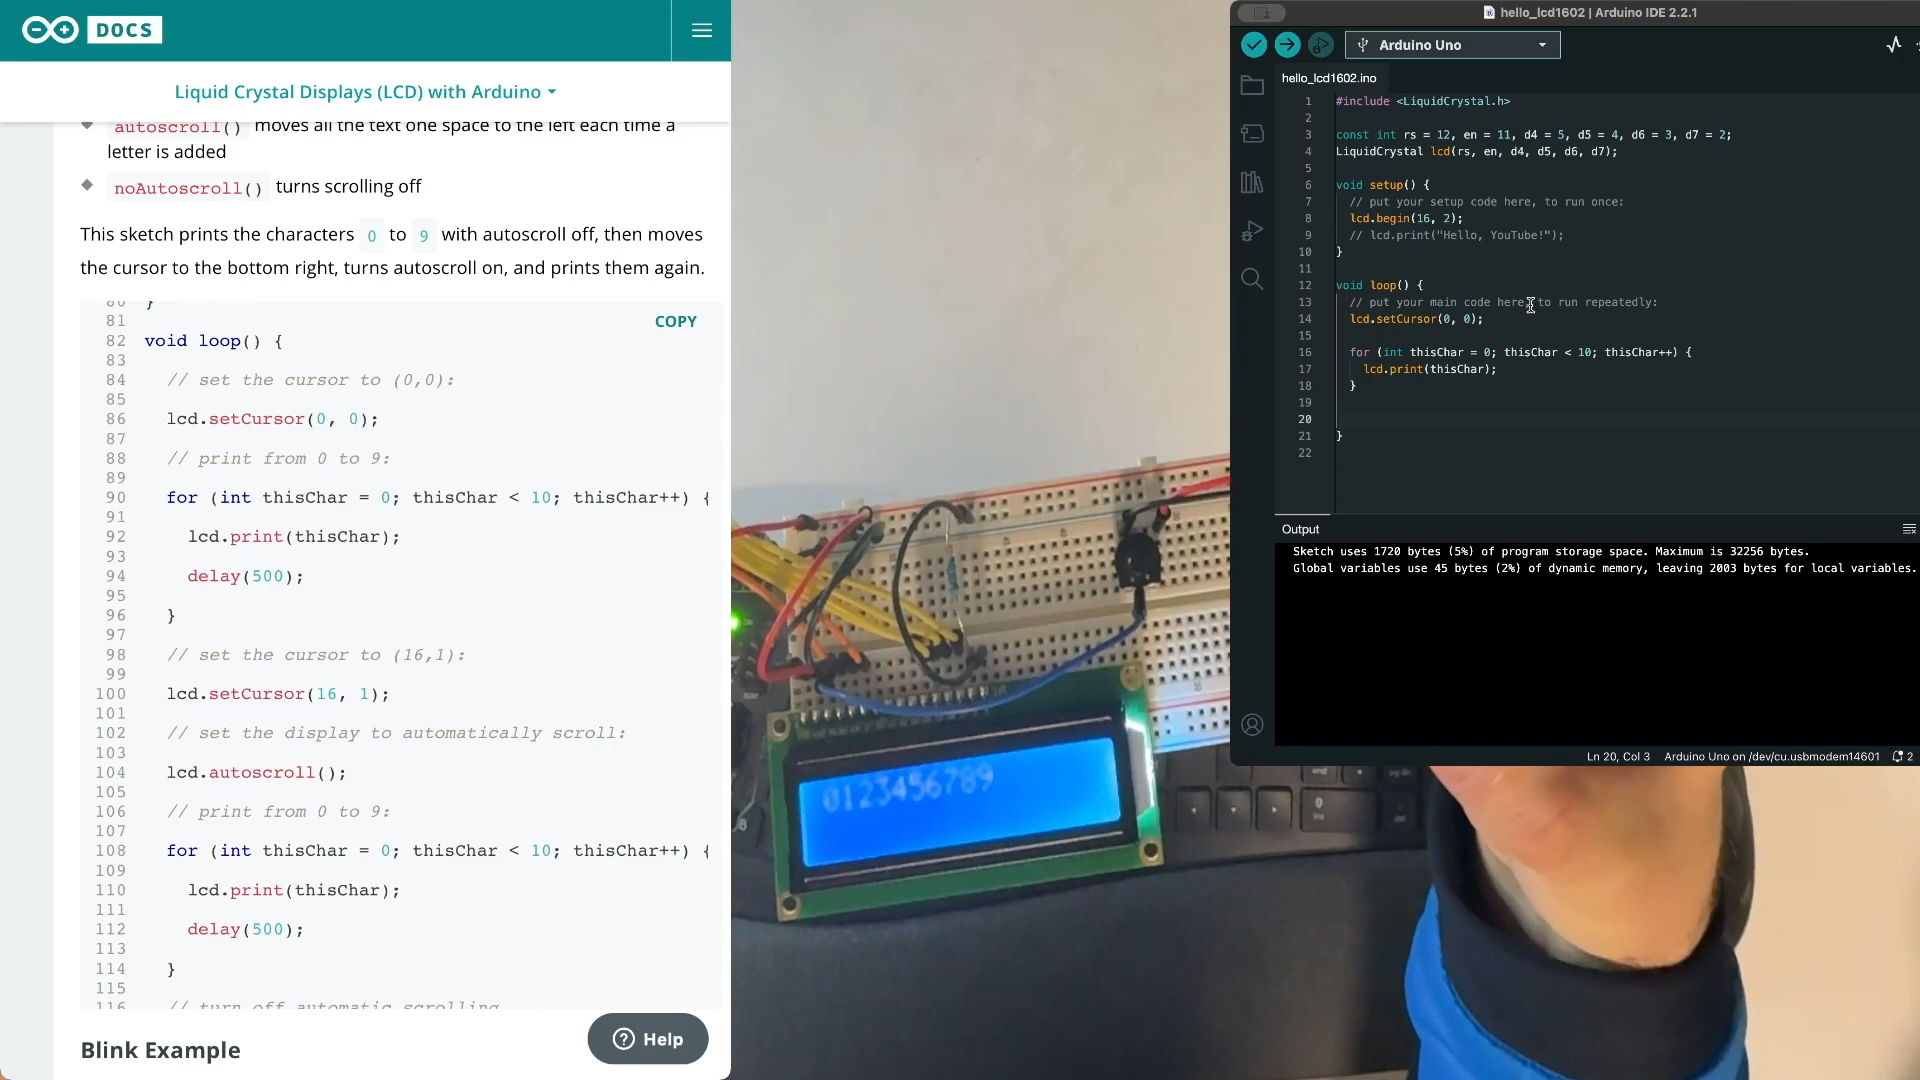 DOCS
Liquid Crystal Displays (LCD) with Arduino
autoscroll() moves all the text one space to the left each time a
letter is added
noAutoscroll() turns scrolling off
This sketch prints the characters 0 to 9 with autoscroll off, then moves
the cursor to the bottom right, turns autoscroll on, and prints them again.
COPY
80 }
81
82 void loop() {
83
84 // set the cursor to (0,0):
85
86 lcd.setCursor(0, 0);
87
88 // print from 0 to 9:
89
90 for (int thisChar = 0; thisChar < 10; thisChar++) {
91
92 lcd.print(thisChar);
93
94 delay(500);
95
96 }
97
98 // set the cursor to (16,1):
99
100 lcd.setCursor(16, 1);
101
102 // set the display to automatically scroll:
103
104 lcd.autoscroll();
105
106 // print from 0 to 9:
107
108 for (int thisChar = 0; thisChar < 10; thisChar++) {
109
110 lcd.print(thisChar);
111
112 delay(500);
113
114 }
115
116 // turn off automatic scrolling
Blink Example
? Help
0123456789
hello_lcd1602 | Arduino IDE 2.2.1
Arduino Uno
hello_lcd1602.ino
1 #include <LiquidCrystal.h>
2
3 const int rs = 12, en = 11, d4 = 5, d5 = 4, d6 = 3, d7 = 2;
4 LiquidCrystal lcd(rs, en, d4, d5, d6, d7);
5
6 void setup() {
7 // put your setup code here, to run once:
8 lcd.begin(16, 2);
9 // lcd.print("Hello, YouTube!");
10 }
11
12 void loop() {
13 // put your main code here, to run repeatedly:
14 lcd.setCursor(0, 0);
15
16 for (int thisChar = 0; thisChar < 10; thisChar++) {
17 lcd.print(thisChar);
18 }
19
20
21 }
22
Output
Sketch uses 1720 bytes (5%) of program storage space. Maximum is 32256 bytes.
Global variables use 45 bytes (2%) of dynamic memory, leaving 2003 bytes for local variables.
Ln 20, Col 3 Arduino Uno on /dev/cu.usbmodem14601 2